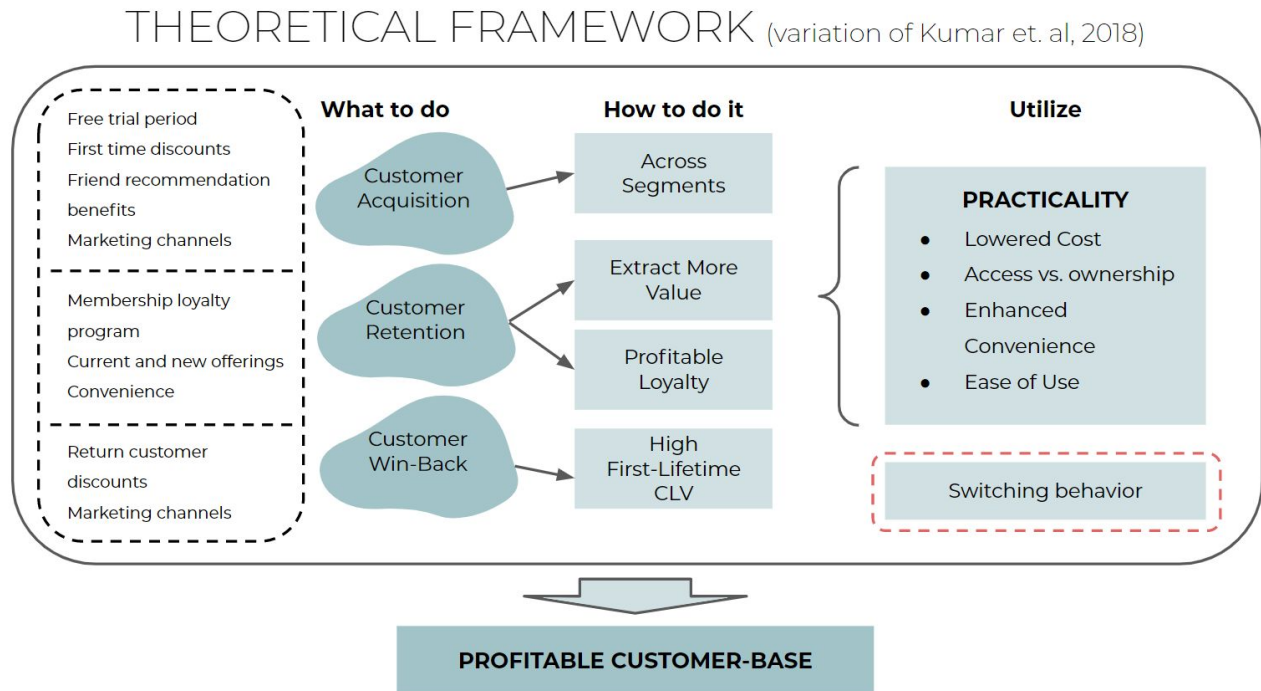 THEORETICAL FRAMEWORK (variation of Kumar et. al, 2018)
Free trial period
First time discounts
Friend recommendation
benefits
Marketing channels
Membership loyalty
program
Current and new offerings
Convenience
Return customer
discounts
Marketing channels
What to do
Customer
Acquisition
Customer
Retention
Customer
Win-Back
How to do it
Across
Segments
Extract More
Value
Profitable
Loyalty
High
First-Lifetime
CLV
Utilize
PRACTICALITY
● Lowered Cost
● Access vs. ownership
● Enhanced
Convenience
● Ease of Use
Switching behavior
PROFITABLE CUSTOMER-BASE